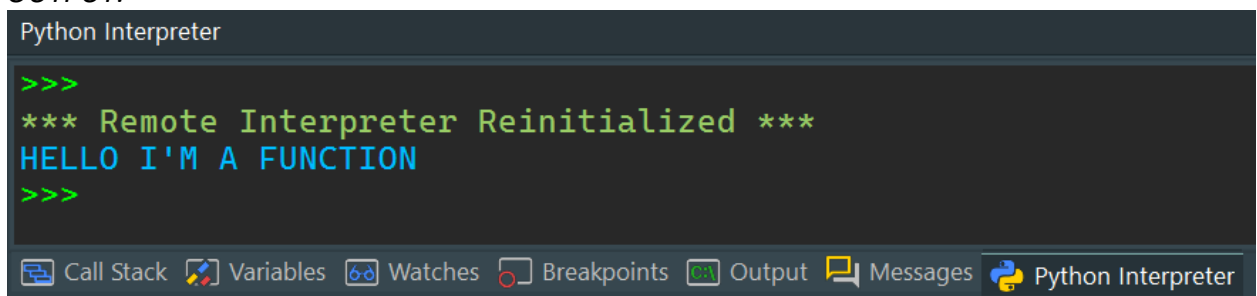 Python Interpreter
>>>
*** Remote Interpreter Reinitialized ***
HELLO I'M A FUNCTION
>>>
Call Stack Variables Watches Breakpoints C:\ Output Messages Python Interpreter